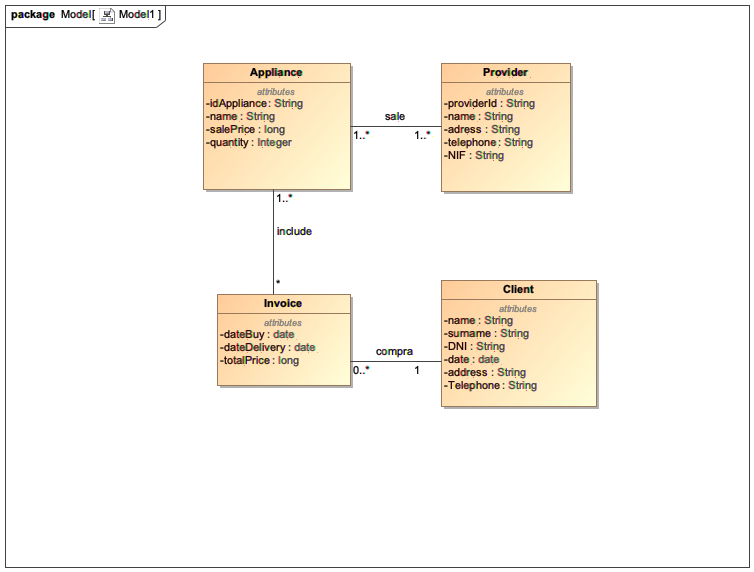 package Model[ Model1 ]
Appliance
attributes
-idAppliance : String
-name : String
-salePrice : long
-quantity : Integer
sale
1..*
1..*
Provider
attributes
-providerId : String
-name : String
-adress : String
-telephone : String
-NIF : String
1..*
include
*
Invoice
attributes
-dateBuy : date
-dateDelivery : date
-totalPrice : long
compra
0..*
1
Client
attributes
-name : String
-surname : String
-DNI : String
-date : date
-address : String
-Telephone : String